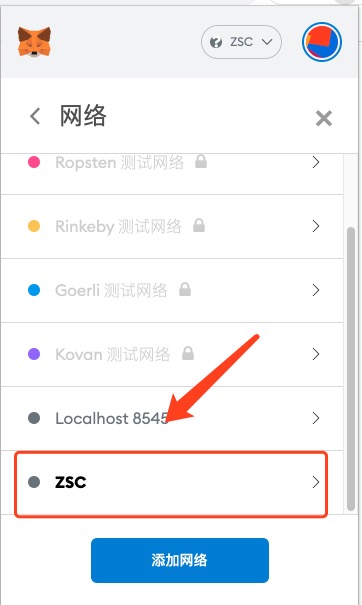 ZSC
网络
Ropsten 测试网络
Rinkeby 测试网络
Goerli 测试网络
Kovan 测试网络
Localhost 8545
ZSC
添加网络